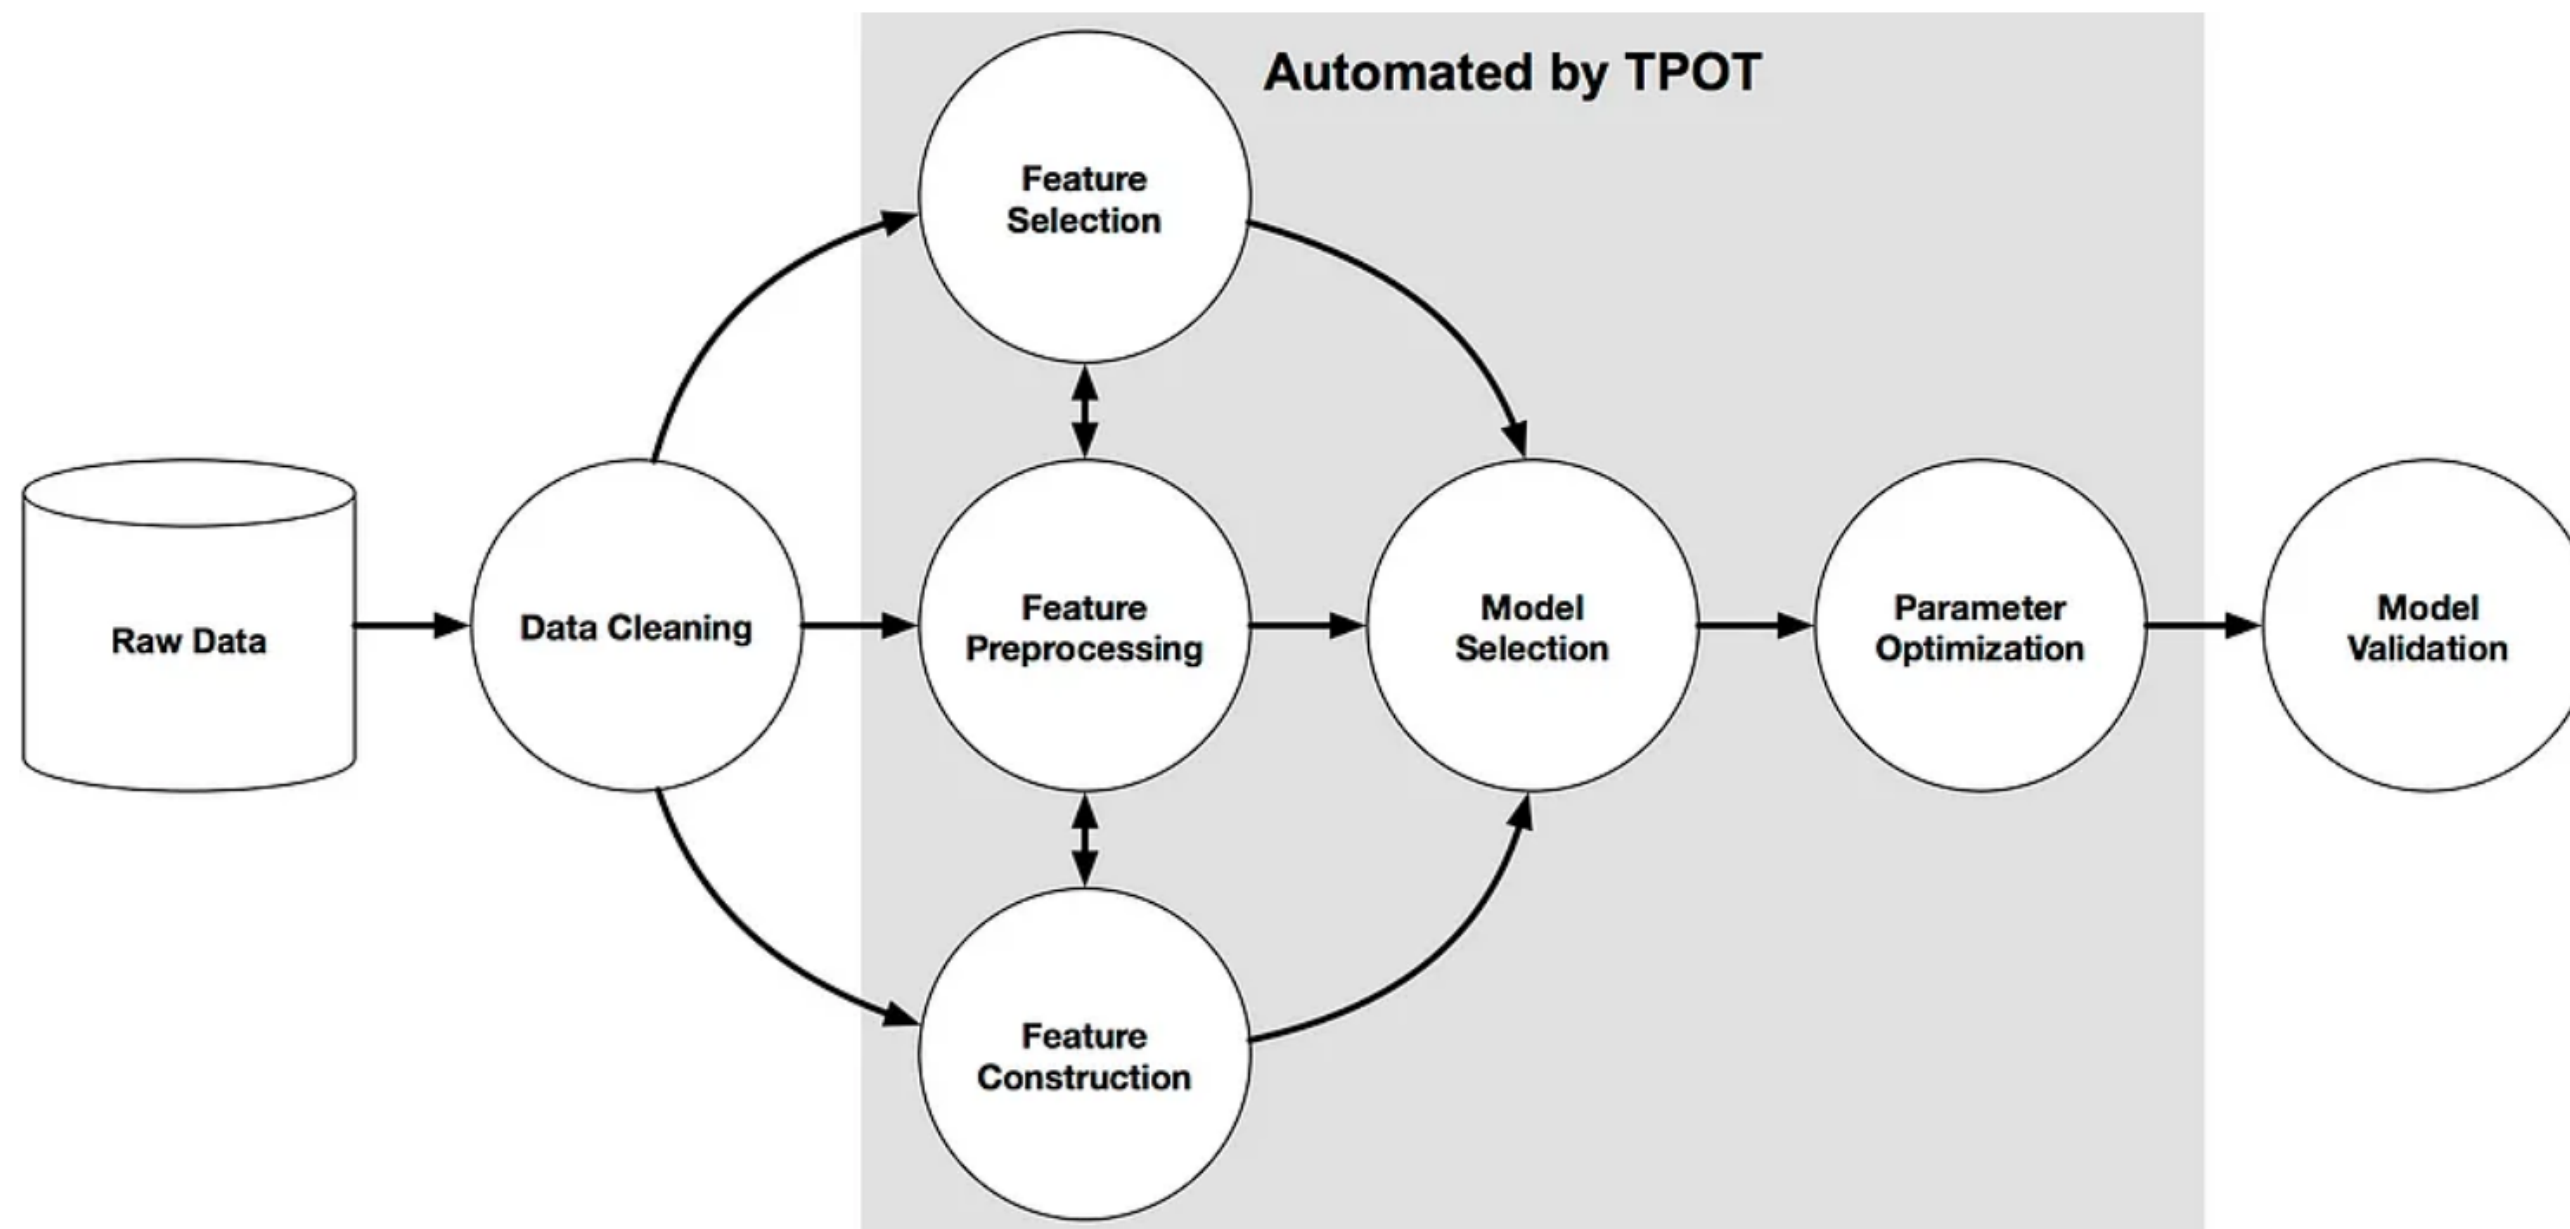 Automated by TPOT
Feature
Selection
Raw Data
Data Cleaning
Feature
Preprocessing
Model
Selection
Parameter
Optimization
Model
Validation
Feature
Construction